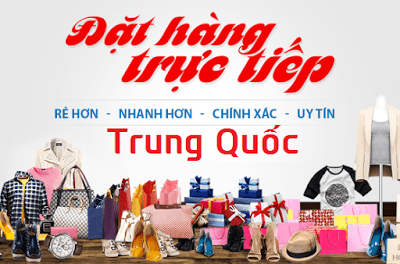 Đặt hàng
trực tiếp
RẺ HƠN - NHANH HƠN - CHÍNH XÁC - UY TÍN
Trung Quốc